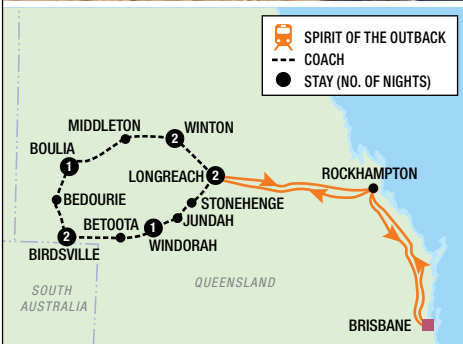 SPIRIT OF THE OUTBACK
COACH
STAY (NO. OF NIGHTS)
MIDDLETON
2
WINTON
BOULIA
1
LONGREACH
2
ROCKHAMPTON
BEDOURIE
STONEHENGE
BETOOTA
JUNDAH
2
1
BIRDSVILLE
WINDORAH
QUEENSLAND
SOUTH
AUSTRALIA
BRISBANE